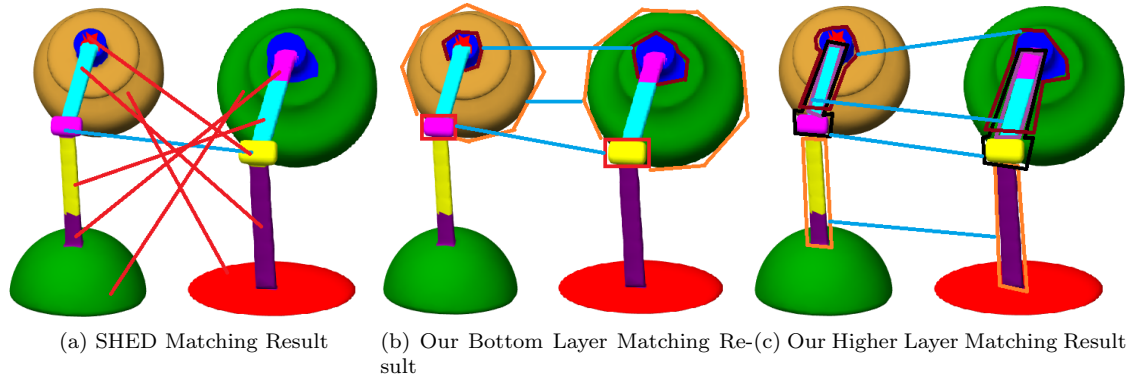 (a) SHED Matching Result
(b) Our Bottom Layer Matching Re-
sult
(c) Our Higher Layer Matching Result